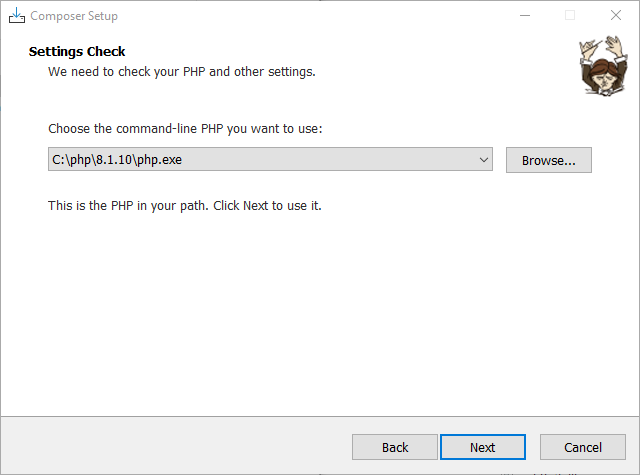 Composer Setup
Settings Check
We need to check your PHP and other settings.
Choose the command-line PHP you want to use:
C:\php\8.1.10\php.exe
Browse...
This is the PHP in your path. Click Next to use it.
Back
Next
Cancel